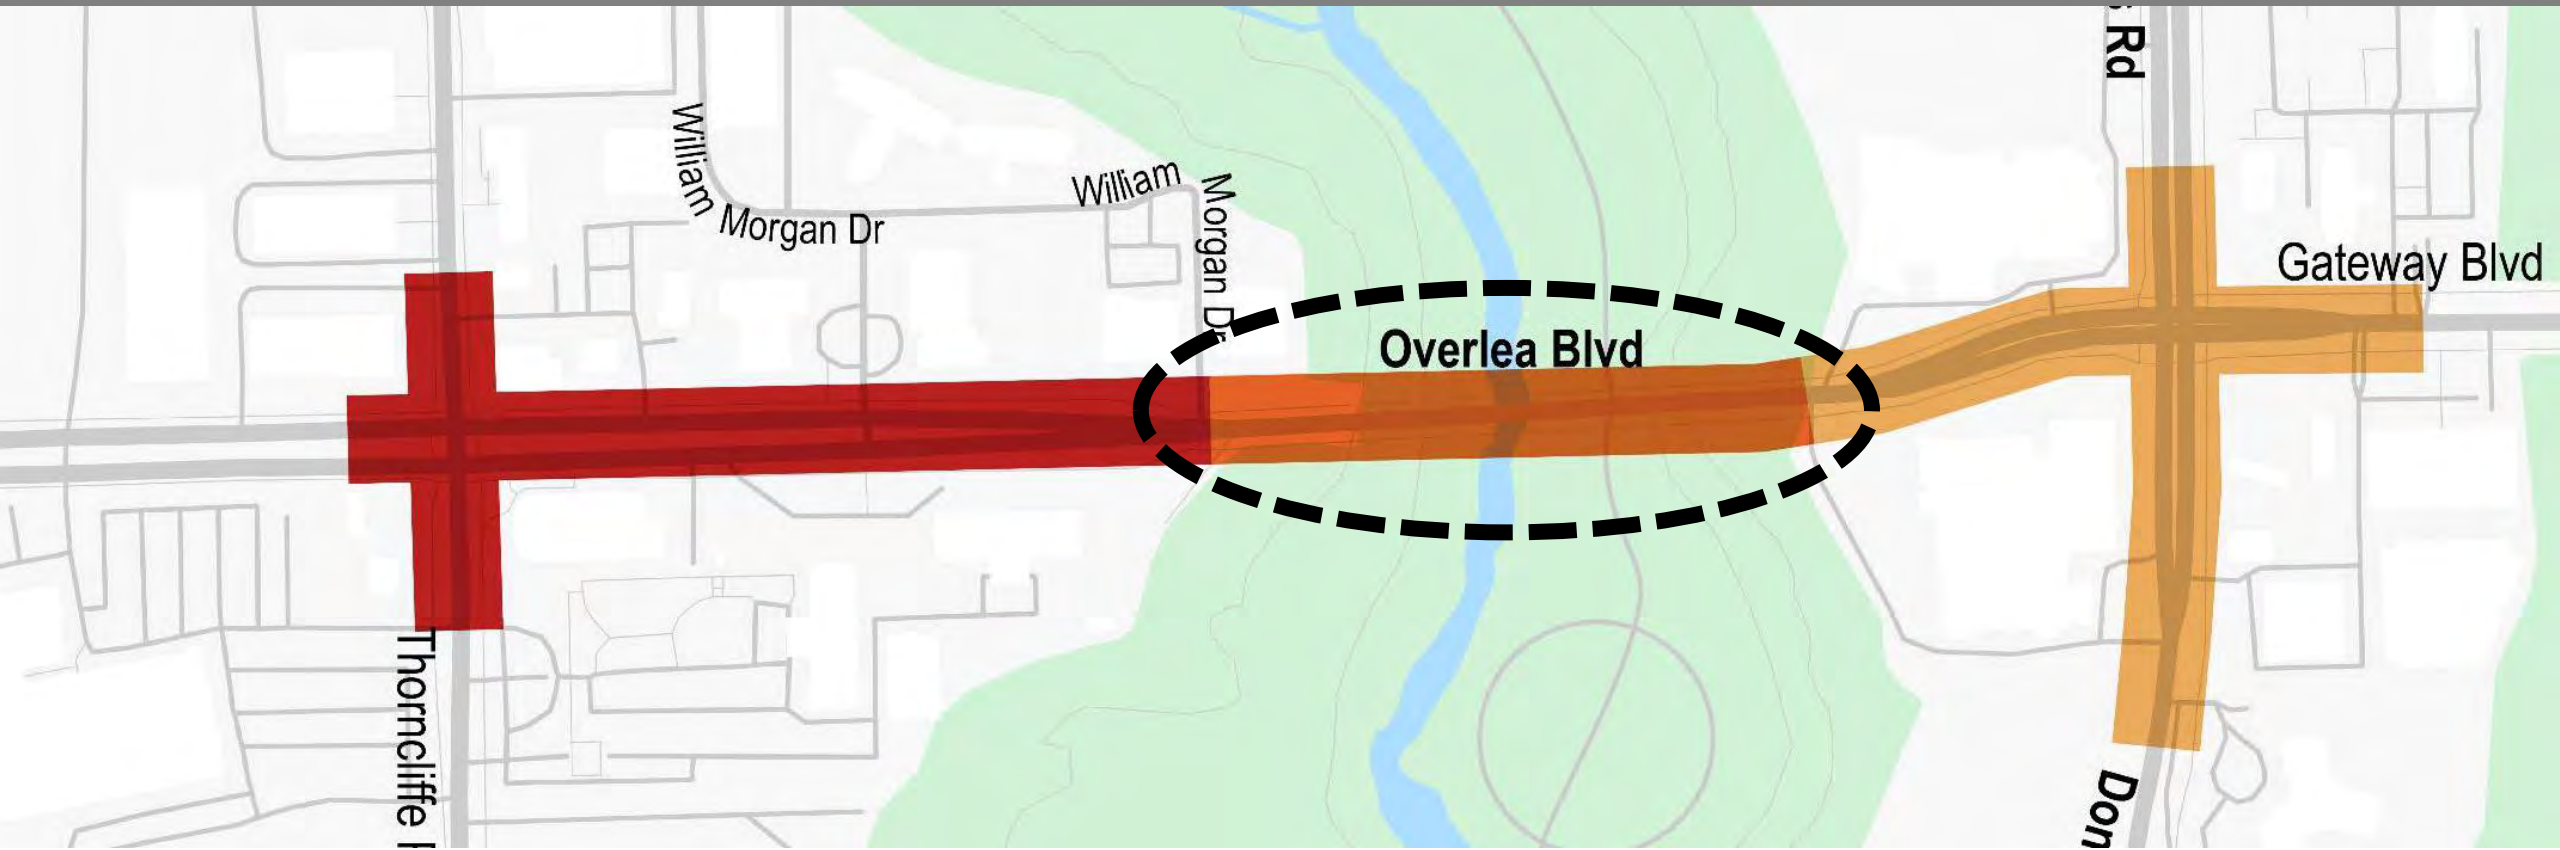 s Rd
William
Morgan Dr
William
Morgan Dr
Gateway Blvd
Overlea Blvd
Thorncliffe
Don